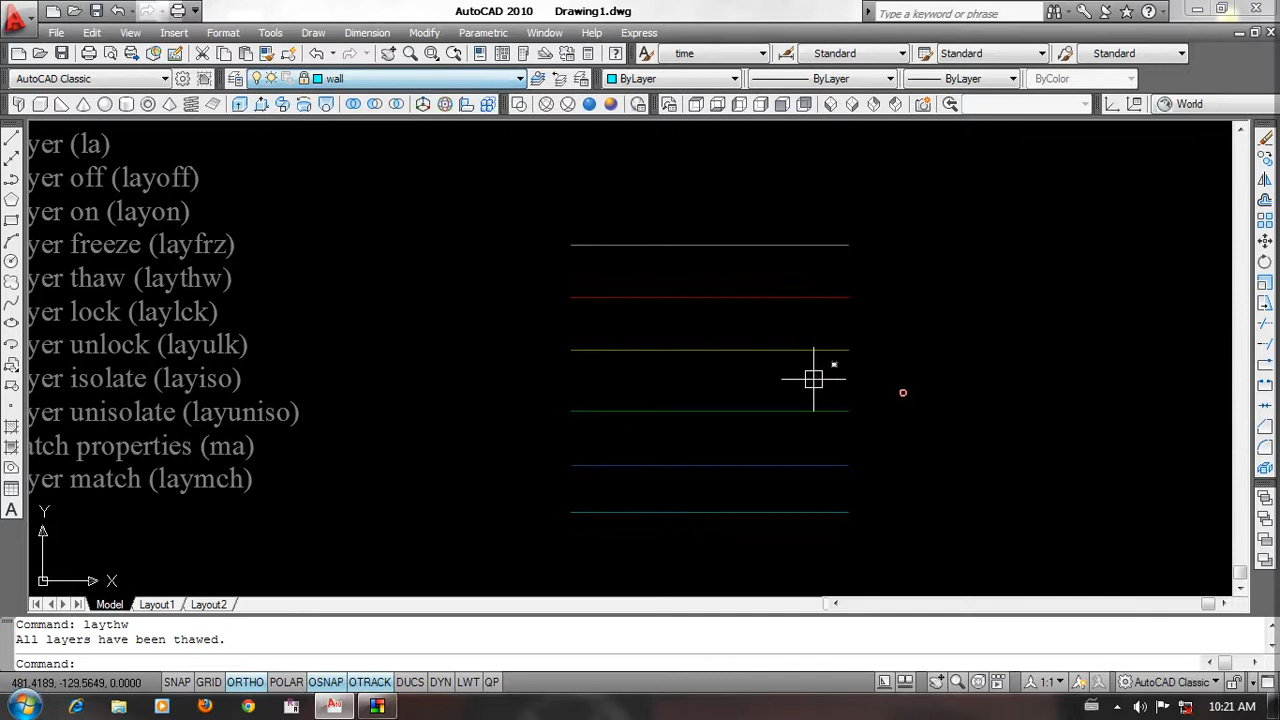 AutoCAD 2010 Drawing1.dwg
Type a keyword or phrase
File Edit View Insert Format Tools Draw Dimension Modify Parametric Window Help Express
time Standard Standard Standard
AutoCAD Classic wall ByLayer ByLayer ByLayer ByColor
World
yer (la)
yer off (layoff)
yer on (layon)
yer freeze (layfrz)
yer thaw (laythw)
yer lock (laylck)
yer unlock (layulk)
yer isolate (layiso)
yer unisolate (layuniso)
atch properties (ma)
yer match (laymch)
Y
X
Model Layout1 Layout2
Command: laythw
All layers have been thawed.
Command:
481.4189, -129.5649, 0.0000 SNAP GRID ORTHO POLAR OSNAP OTRACK DUCS DYN LWT QP 1:1 AutoCAD Classic
10:21 AM